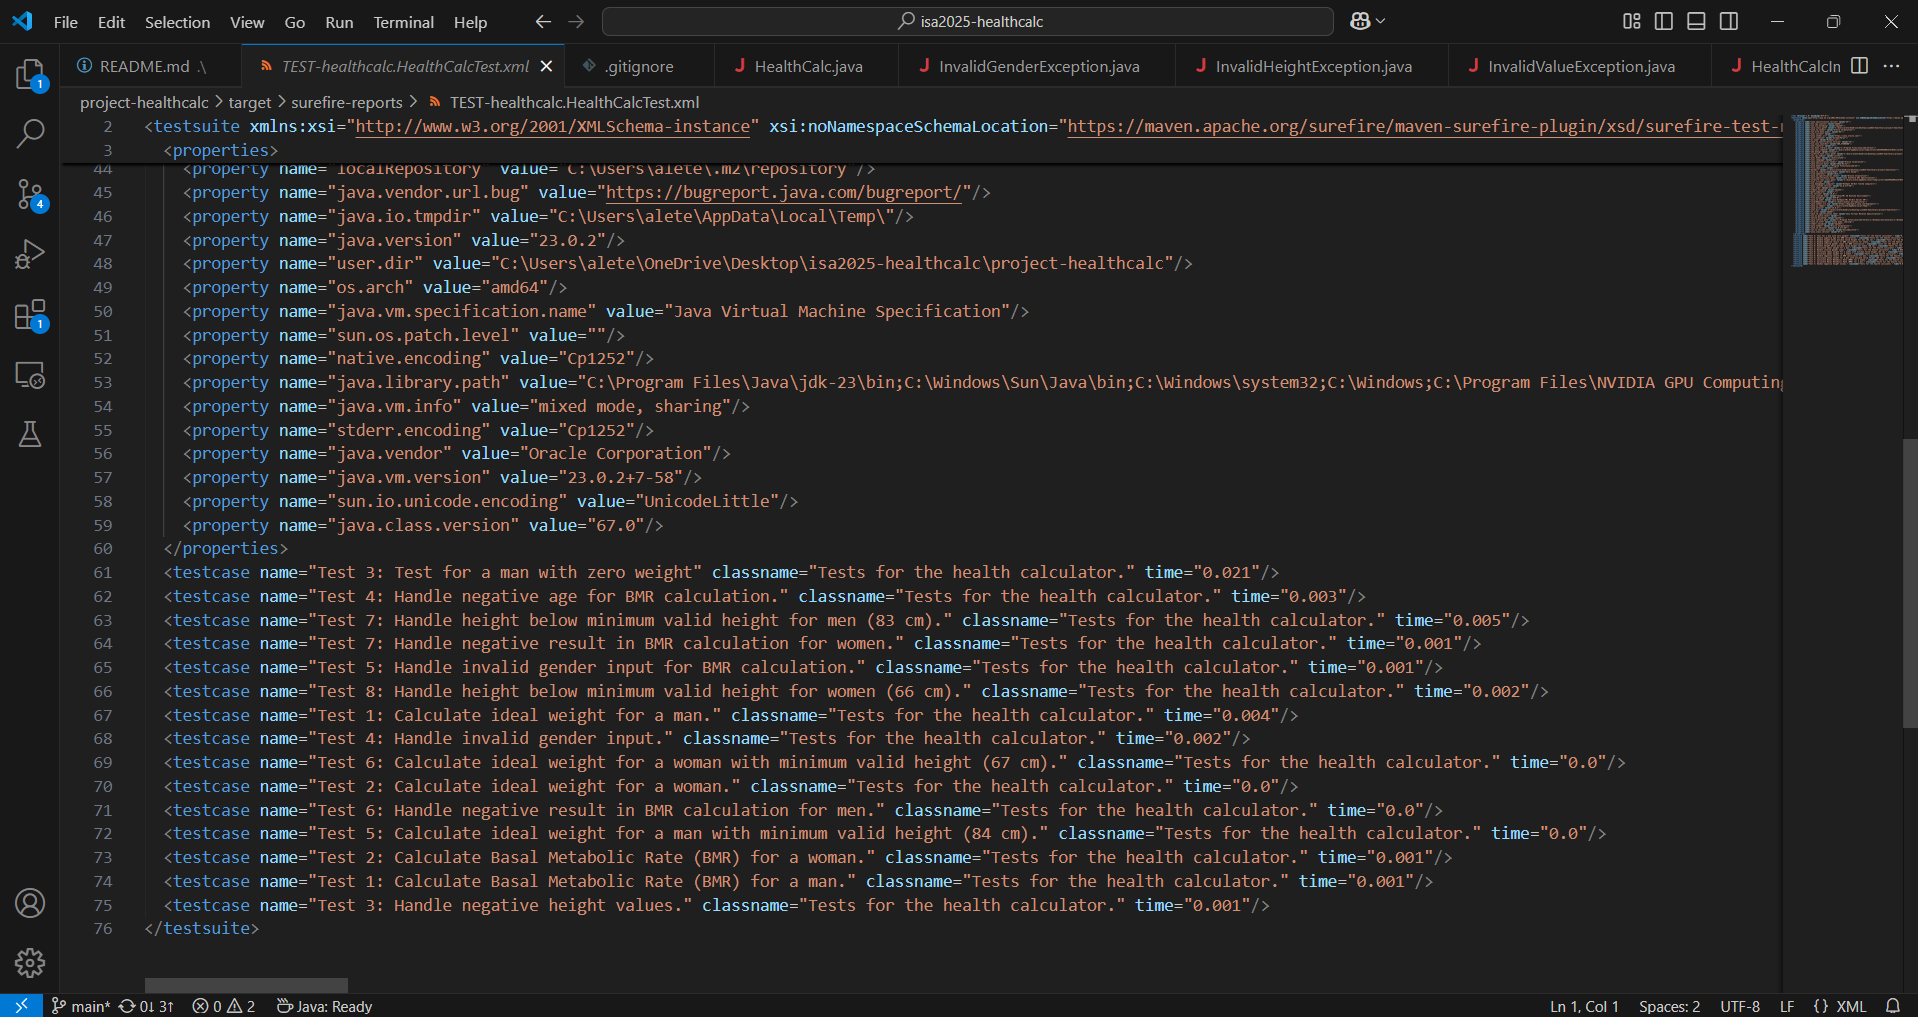 File Edit Selection View Go Run Terminal Help isa2025-healthcalc
README.md .\ TEST-healthcalc.HealthCalcTest.xml .gitignore J HealthCalc.java J InvalidGenderException.java J InvalidHeightException.java J InvalidValueException.java J HealthCalcIn
project-healthcalc > target > surefire-reports > TEST-healthcalc.HealthCalcTest.xml
2 <testsuite xmlns:xsi="http://www.w3.org/2001/XMLSchema-instance" xsi:noNamespaceSchemaLocation="https://maven.apache.org/surefire/maven-surefire-plugin/xsd/surefire-test-
3 <properties>
44 <property name="localRepository" value="C:\Users\alete\.m2\repository"/>
45 <property name="java.vendor.url.bug" value="https://bugreport.java.com/bugreport/"/>
46 <property name="java.io.tmpdir" value="C:\Users\alete\AppData\Local\Temp\"/>
47 <property name="java.version" value="23.0.2"/>
48 <property name="user.dir" value="C:\Users\alete\OneDrive\Desktop\isa2025-healthcalc\project-healthcalc"/>
49 <property name="os.arch" value="amd64"/>
50 <property name="java.vm.specification.name" value="Java Virtual Machine Specification"/>
51 <property name="sun.os.patch.level" value=""/>
52 <property name="native.encoding" value="Cp1252"/>
53 <property name="java.library.path" value="C:\Program Files\Java\jdk-23\bin;C:\Windows\Sun\Java\bin;C:\Windows\system32;C:\Windows;C:\Program Files\NVIDIA GPU Computing
54 <property name="java.vm.info" value="mixed mode, sharing"/>
55 <property name="stderr.encoding" value="Cp1252"/>
56 <property name="java.vendor" value="Oracle Corporation"/>
57 <property name="java.vm.version" value="23.0.2+7-58"/>
58 <property name="sun.io.unicode.encoding" value="UnicodeLittle"/>
59 <property name="java.class.version" value="67.0"/>
60 </properties>
61 <testcase name="Test 3: Test for a man with zero weight" classname="Tests for the health calculator." time="0.021"/>
62 <testcase name="Test 4: Handle negative age for BMR calculation." classname="Tests for the health calculator." time="0.003"/>
63 <testcase name="Test 7: Handle height below minimum valid height for men (83 cm)." classname="Tests for the health calculator." time="0.005"/>
64 <testcase name="Test 7: Handle negative result in BMR calculation for women." classname="Tests for the health calculator." time="0.001"/>
65 <testcase name="Test 5: Handle invalid gender input for BMR calculation." classname="Tests for the health calculator." time="0.001"/>
66 <testcase name="Test 8: Handle height below minimum valid height for women (66 cm)." classname="Tests for the health calculator." time="0.002"/>
67 <testcase name="Test 1: Calculate ideal weight for a man." classname="Tests for the health calculator." time="0.004"/>
68 <testcase name="Test 4: Handle invalid gender input." classname="Tests for the health calculator." time="0.002"/>
69 <testcase name="Test 6: Calculate ideal weight for a woman with minimum valid height (67 cm)." classname="Tests for the health calculator." time="0.0"/>
70 <testcase name="Test 2: Calculate ideal weight for a woman." classname="Tests for the health calculator." time="0.0"/>
71 <testcase name="Test 6: Handle negative result in BMR calculation for men." classname="Tests for the health calculator." time="0.0"/>
72 <testcase name="Test 5: Calculate ideal weight for a man with minimum valid height (84 cm)." classname="Tests for the health calculator." time="0.0"/>
73 <testcase name="Test 2: Calculate Basal Metabolic Rate (BMR) for a woman." classname="Tests for the health calculator." time="0.001"/>
74 <testcase name="Test 1: Calculate Basal Metabolic Rate (BMR) for a man." classname="Tests for the health calculator." time="0.001"/>
75 <testcase name="Test 3: Handle negative height values." classname="Tests for the health calculator." time="0.001"/>
76 </testsuite>
1
4
1
main* 0↓ 3↑ 0 2 Java: Ready Ln 1, Col 1 Spaces: 2 UTF-8 LF {} XML